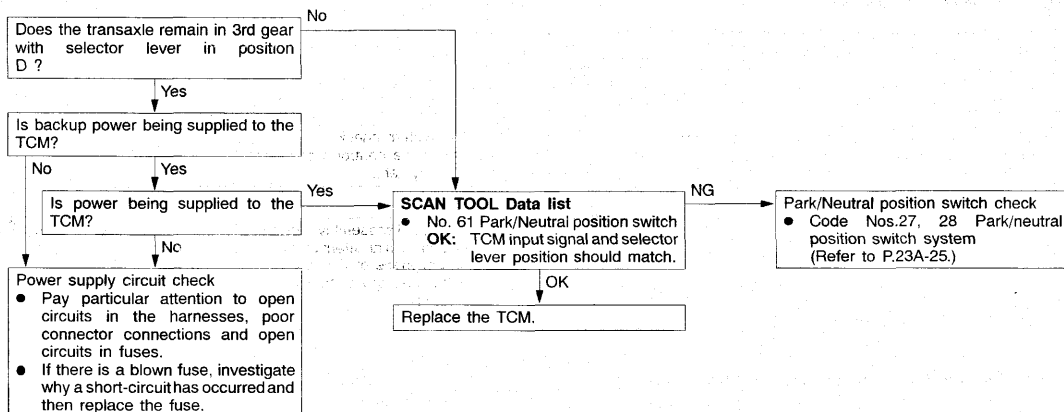 No
Does the transaxle remain in 3rd gear
with selector lever in position
D ?
Yes
Is backup power being supplied to the
TCM?
No
Yes
Is power being supplied to the
TCM?
Yes
No
Power supply circuit check
● Pay particular attention to open
circuits in the harnesses, poor
connector connections and open
circuits in fuses.
● If there is a blown fuse, investigate
why a short-circuit has occurred and
then replace the fuse.
SCAN TOOL Data list
● No. 61 Park/Neutral position switch
OK: TCM input signal and selector
lever position should match.
NG
OK
Replace the TCM.
Park/Neutral position switch check
● Code Nos.27, 28 Park/neutral
position switch system
(Refer to P.23A-25.)